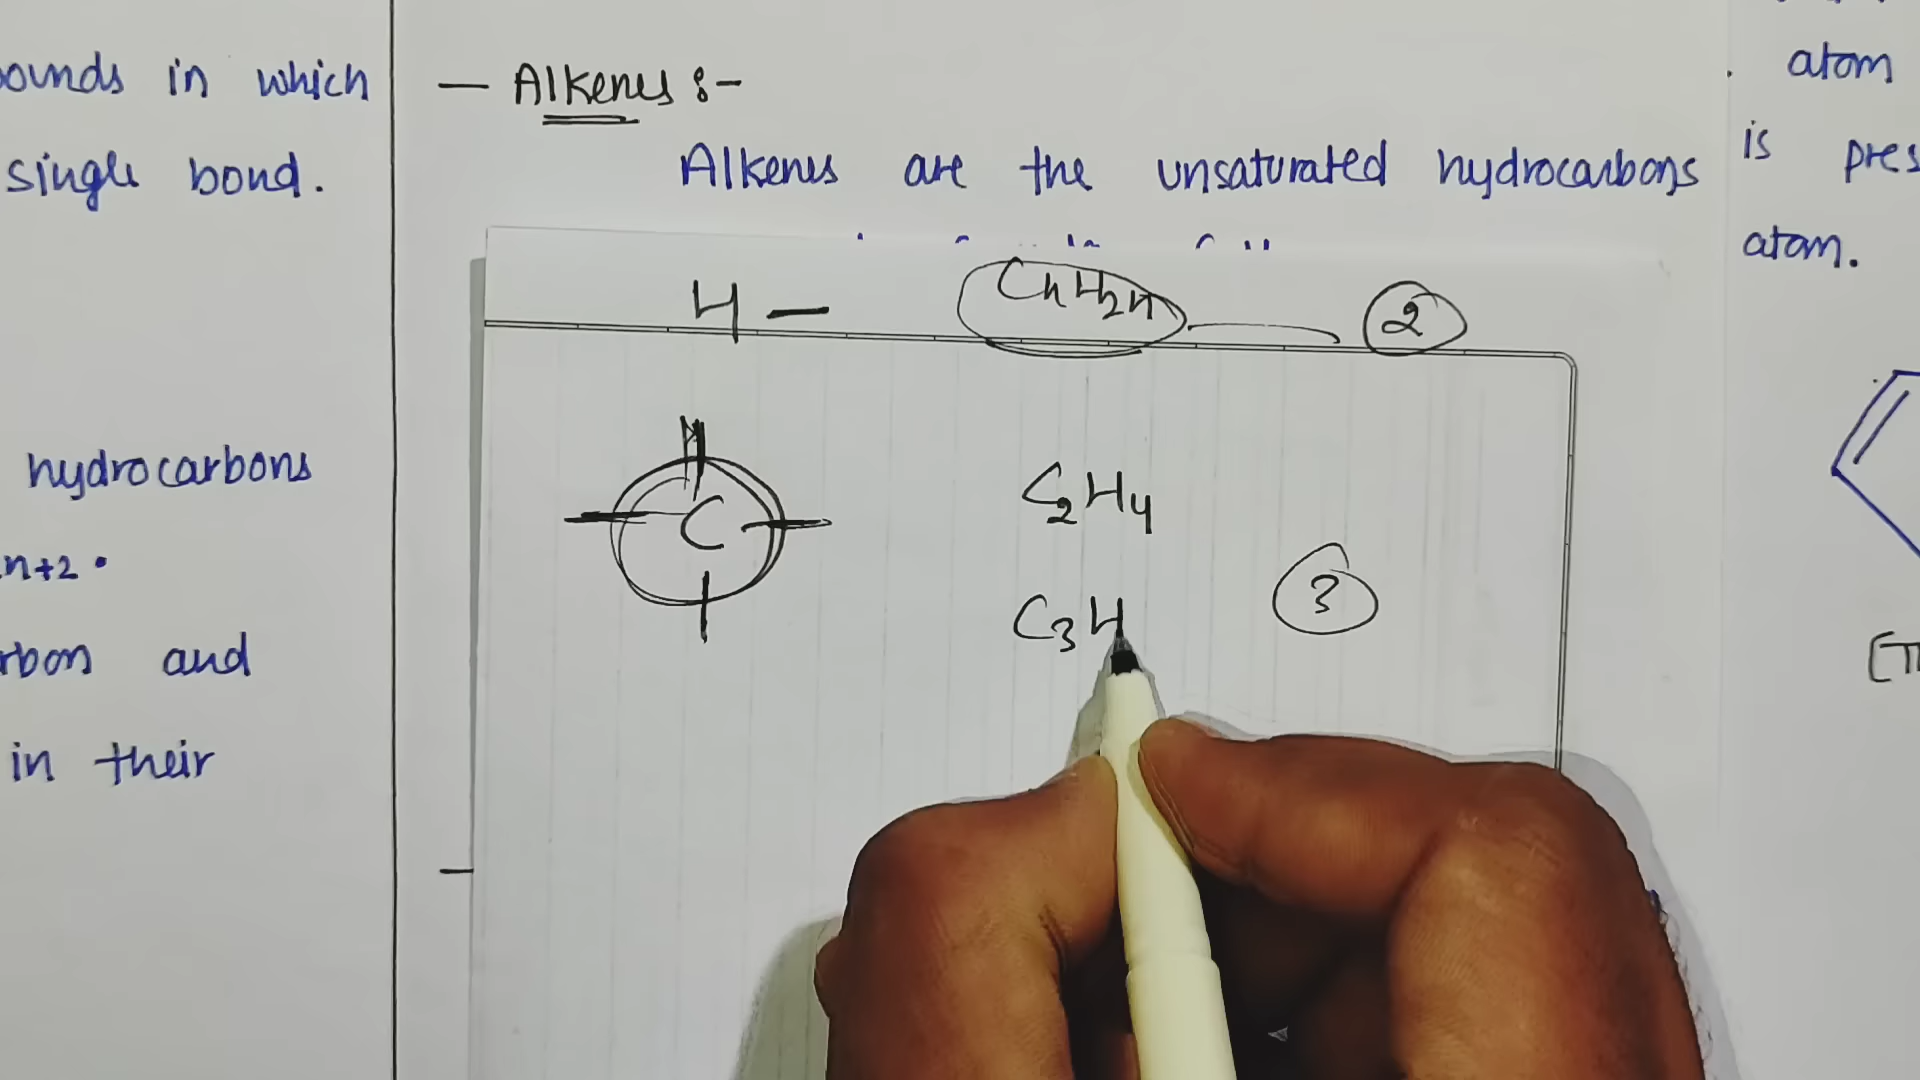 ounds in which
single bond.
hydrocarbons
n+2.
rbon and
in their
— Alkenes :-
Alkenes are the unsaturated hydrocarbons
H — CnH2n 2
C
C2H4
C3H 3
atom
is pres
atom.